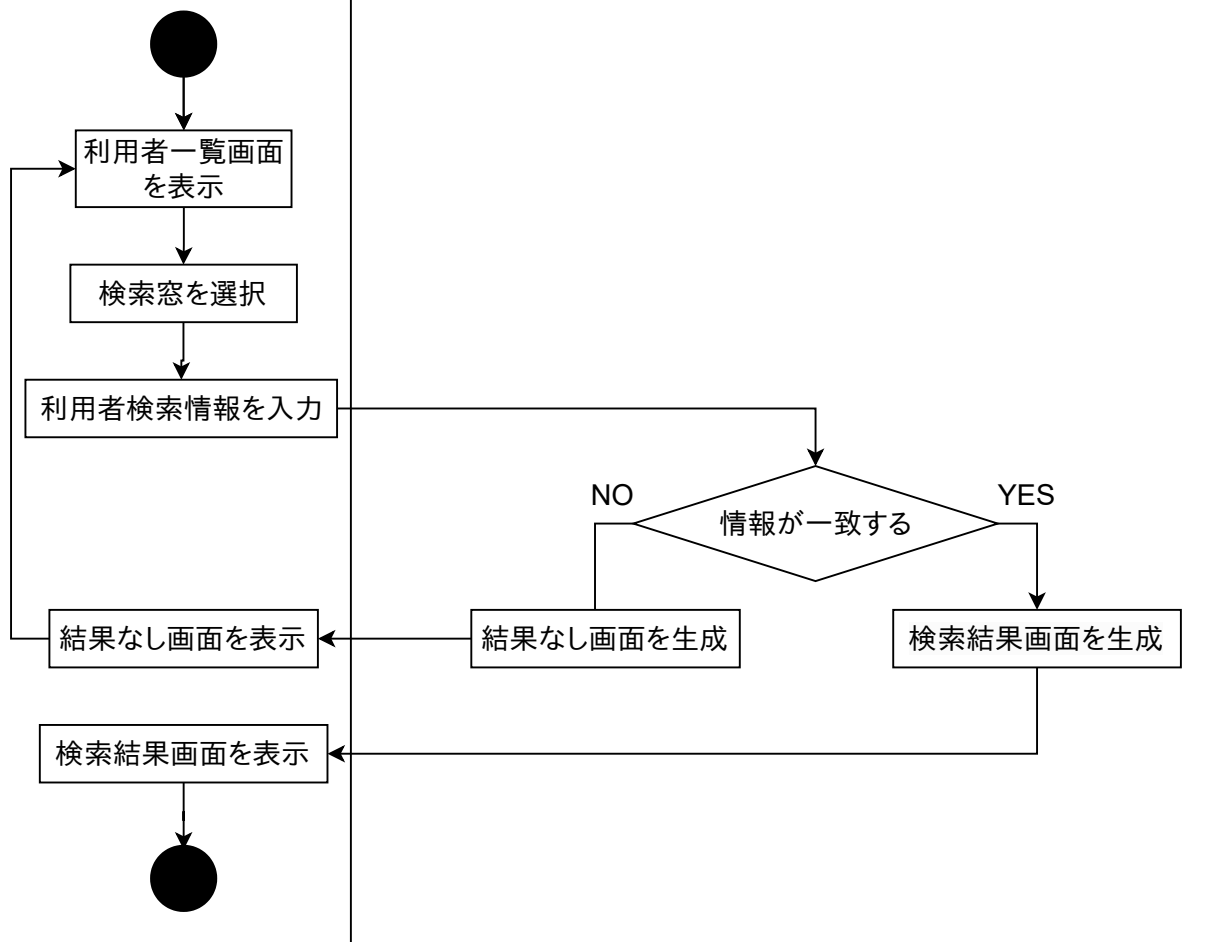 利用者一覧画面
を表示
検索窓を選択
利用者検索情報を入力
NO
YES
情報が一致する
結果なし画面を表示
結果なし画面を生成
検索結果画面を生成
検索結果画面を表示